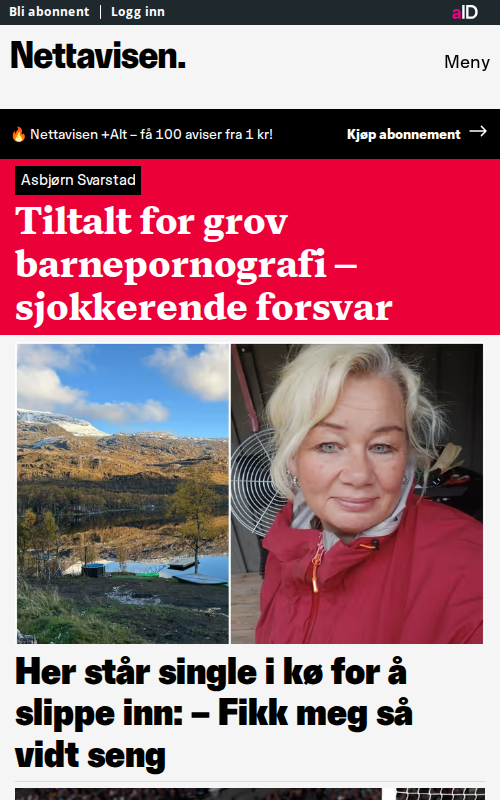 Bli abonnent
Logg inn
aID
Nettavisen.
Meny
Nettavisen +Alt – få 100 aviser fra 1 kr!
Kjøp abonnement
Asbjørn Svarstad
Tiltalt for grov
barnepornografi –
sjokkerende forsvar
Her står single i kø for å
slippe inn: – Fikk meg så
vidt seng